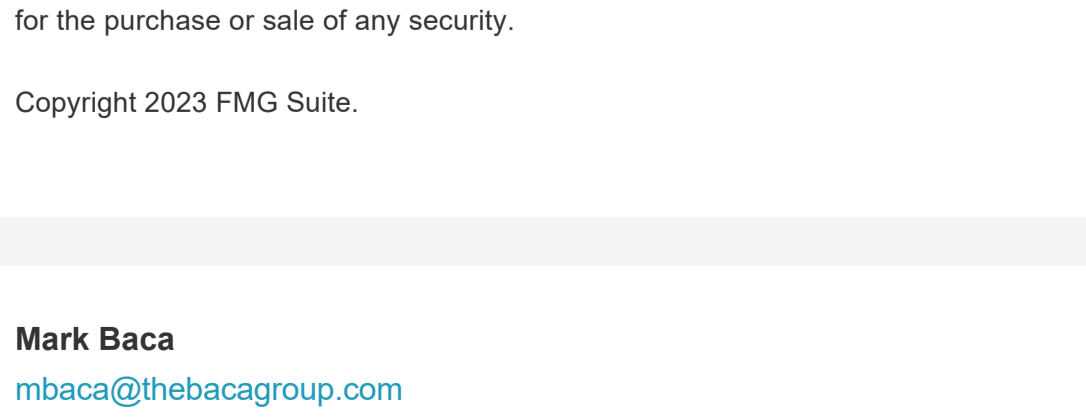 for the purchase or sale of any security.
Copyright 2023 FMG Suite.
Mark Baca
mbaca@thebacagroup.com